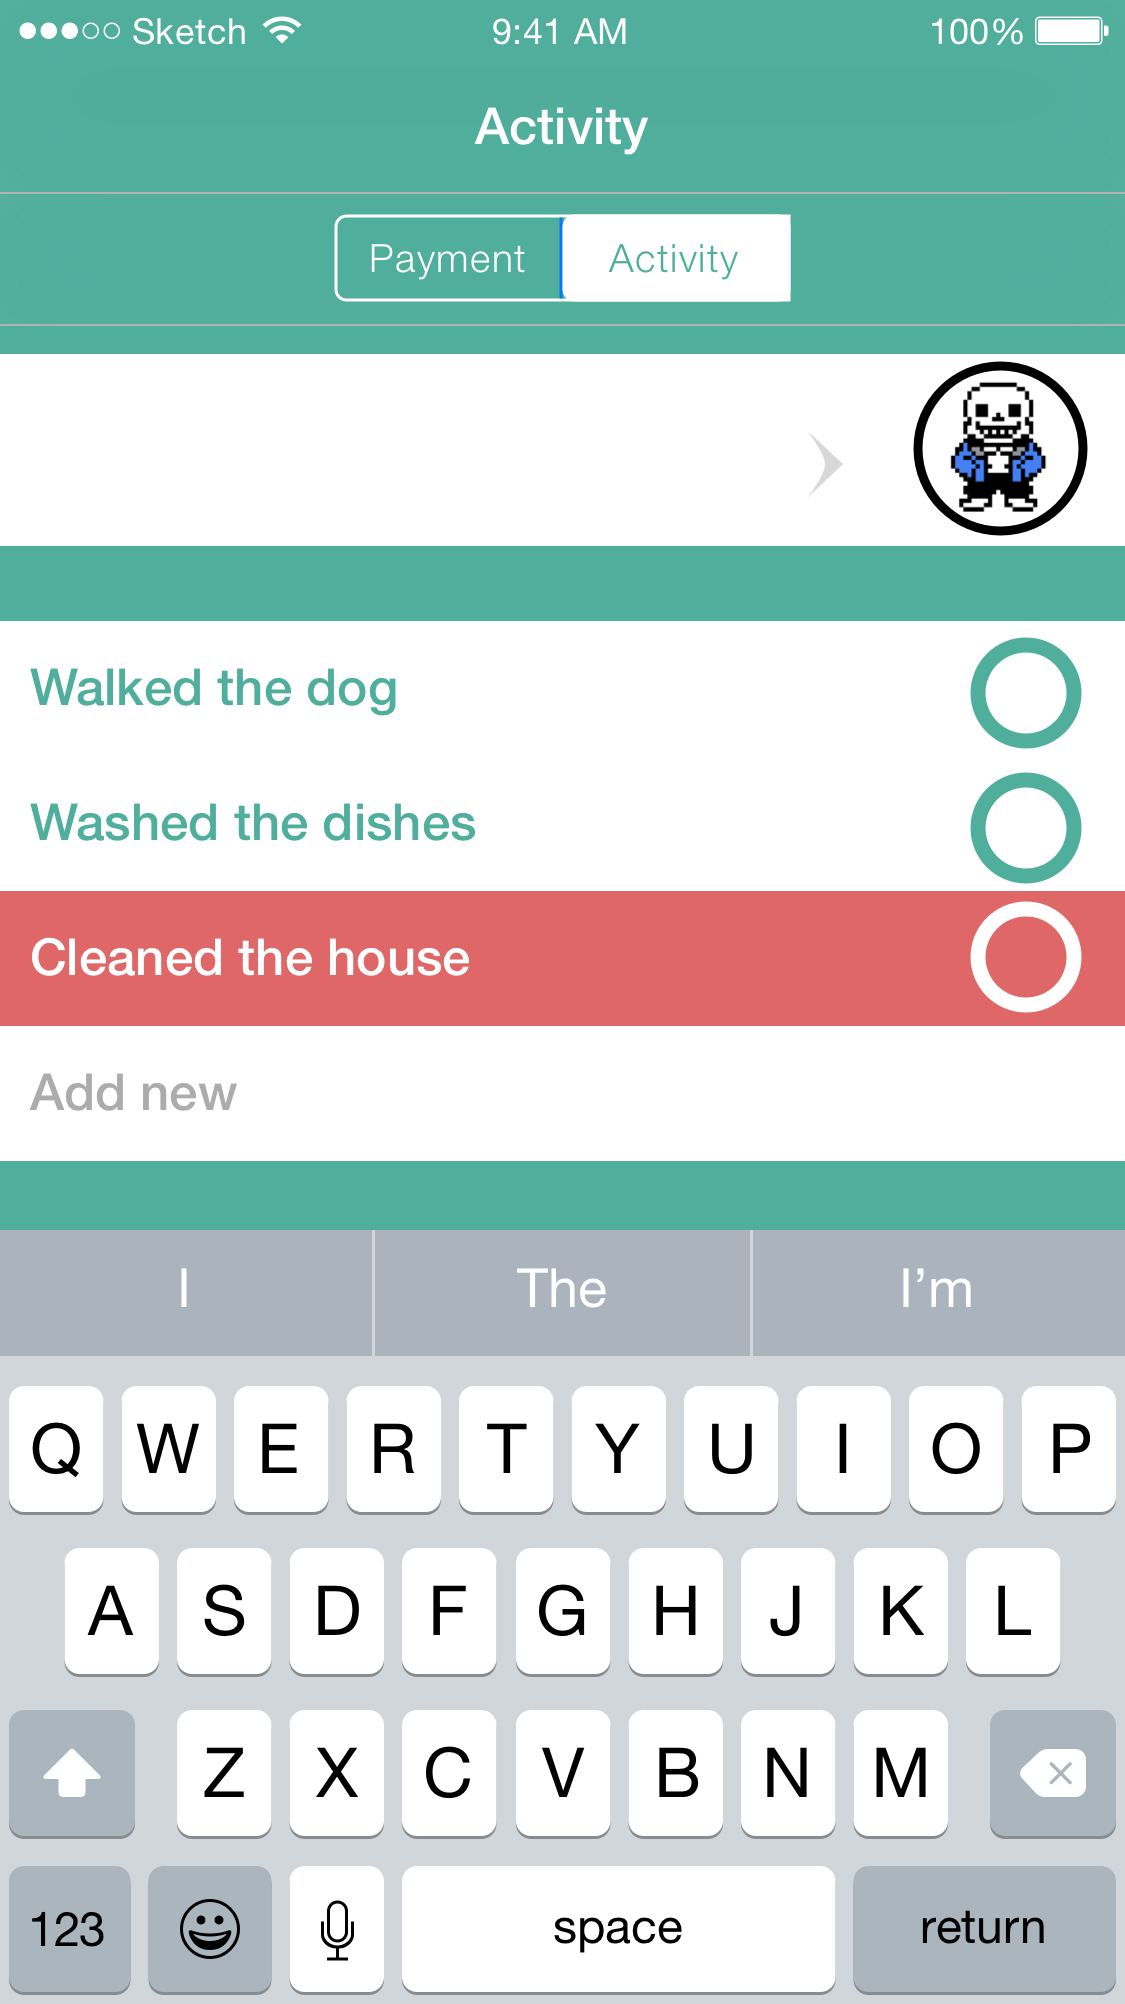 Sketch 9:41 AM 100%
Activity
Payment Activity
Walked the dog
Washed the dishes
Cleaned the house
Add new
I The I’m
Q W E R T Y U I O P
A S D F G H J K L
Z X C V B N M
123 space return